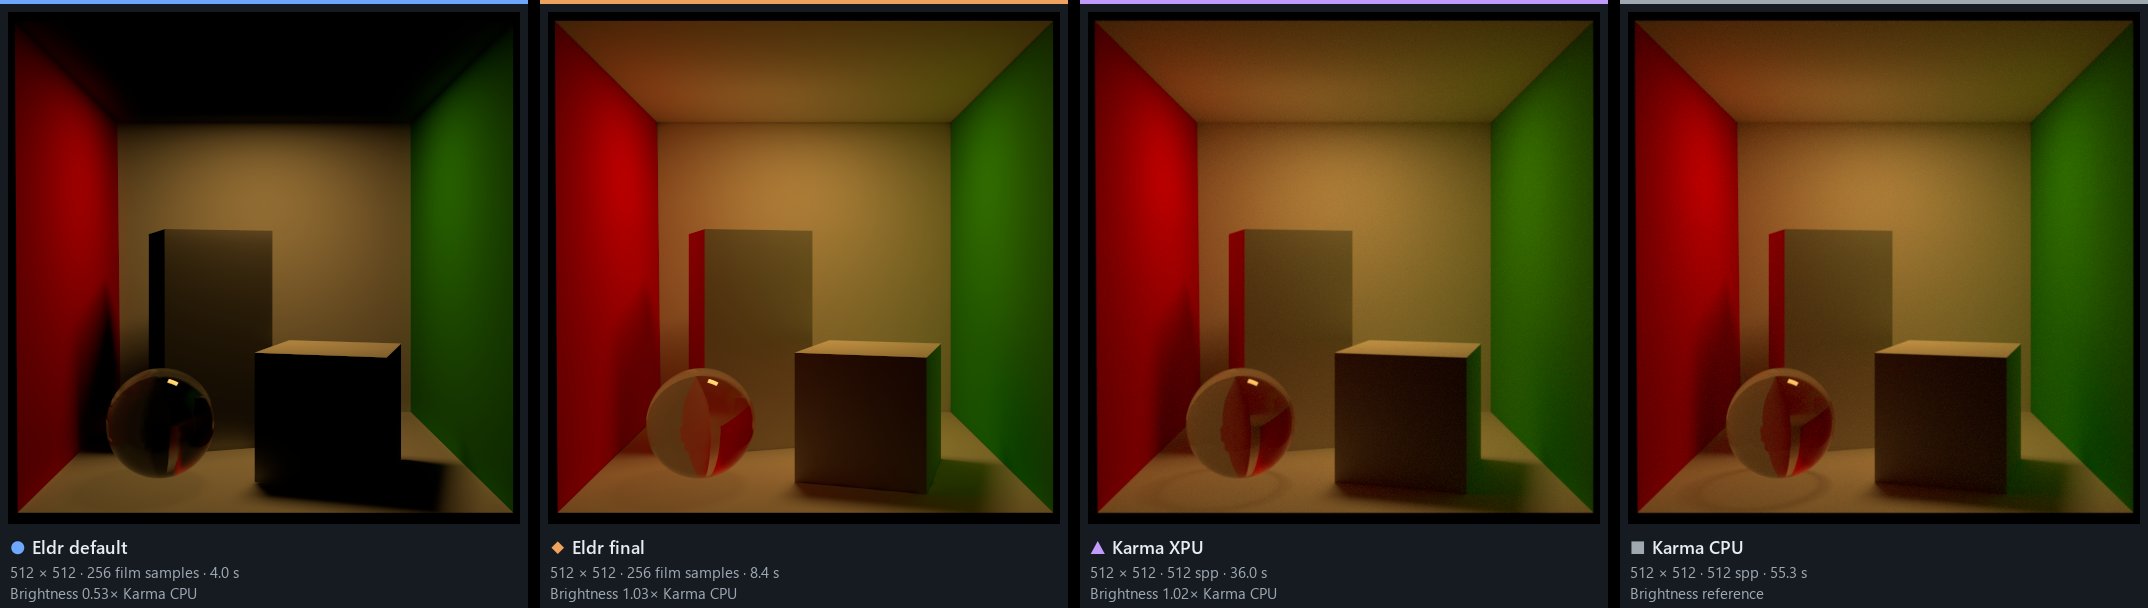 Eldr default
512 × 512 · 256 film samples · 4.0 s
Brightness 0.53× Karma CPU
Eldr final
512 × 512 · 256 film samples · 8.4 s
Brightness 1.03× Karma CPU
Karma XPU
512 × 512 · 512 spp · 36.0 s
Brightness 1.02× Karma CPU
Karma CPU
512 × 512 · 512 spp · 55.3 s
Brightness reference